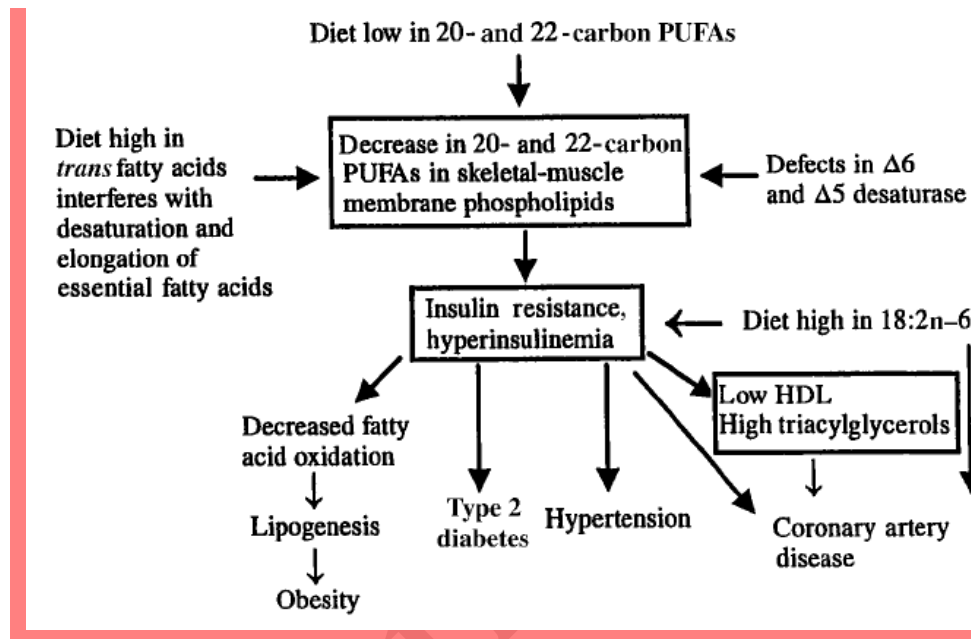 Diet low in 20- and 22-carbon PUFAs
Diet high in
trans fatty acids
interferes with
desaturation and
elongation of
essential fatty acids
Decrease in 20- and 22-carbon
PUFAs in skeletal-muscle
membrane phospholipids
Defects in Δ6
and Δ5 desaturase
Insulin resistance,
hyperinsulinemia
Diet high in 18:2n–6
Low HDL
High triacylglycerols
Decreased fatty
acid oxidation
Lipogenesis
Obesity
Type 2
diabetes
Hypertension
Coronary artery
disease